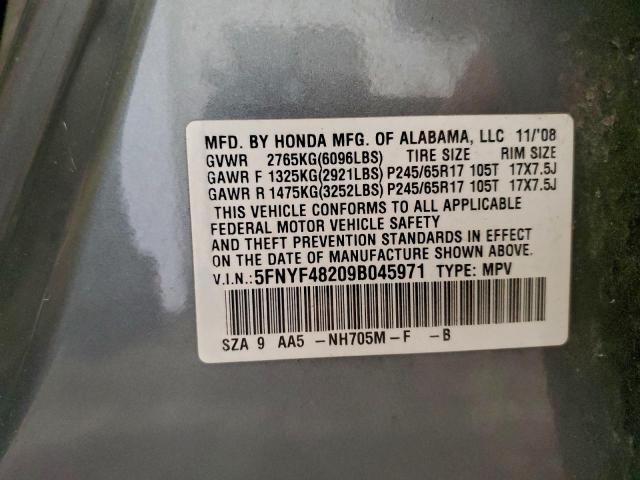 MFD. BY HONDA MFG. OF ALABAMA, LLC 11/'08
GVWR 2765KG(6096LBS) TIRE SIZE RIM SIZE
GAWR F 1325KG(2921LBS) P245/65R17 105T 17X7.5J
GAWR R 1475KG(3252LBS) P245/65R17 105T 17X7.5J
THIS VEHICLE CONFORMS TO ALL APPLICABLE
FEDERAL MOTOR VEHICLE SAFETY
AND THEFT PREVENTION STANDARDS IN EFFECT
ON THE DATE OF MANUFACTURE SHOWN ABOVE.
V.I.N.:5FNYF48209B045971 TYPE: MPV
SZA 9 AA5 -NH705M-F -B